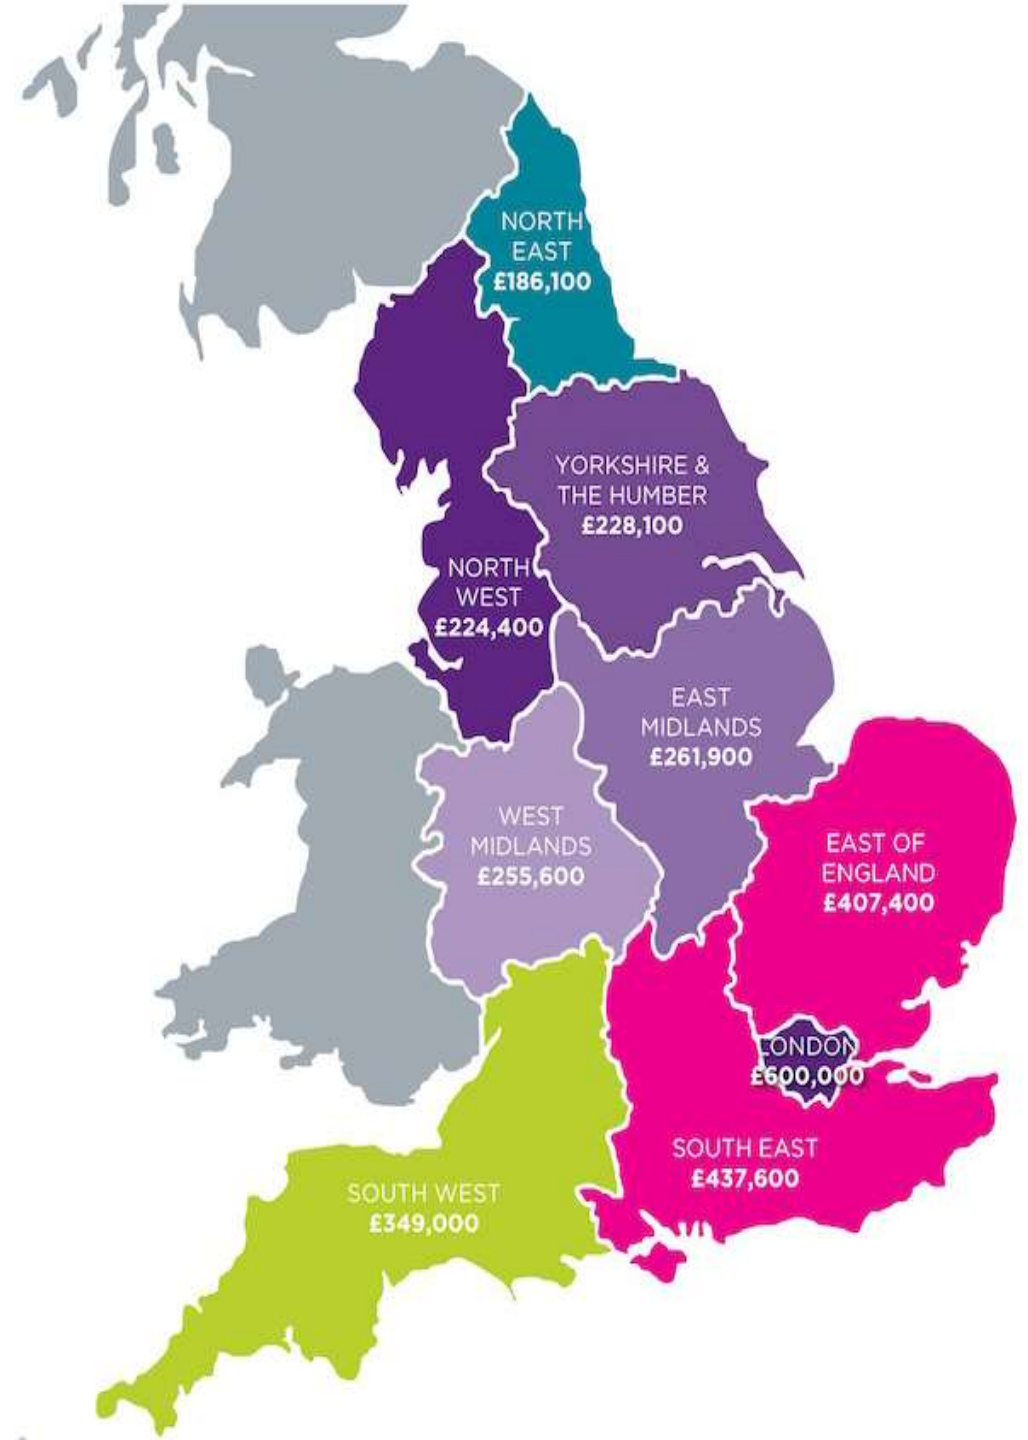 NORTH
EAST
£186,100
YORKSHIRE &
THE HUMBER
£228,100
NORTH
WEST
£224,400
EAST
MIDLANDS
£261,900
WEST
MIDLANDS
£255,600
EAST OF
ENGLAND
£407,400
LONDON
£600,000
SOUTH EAST
£437,600
SOUTH WEST
£349,000